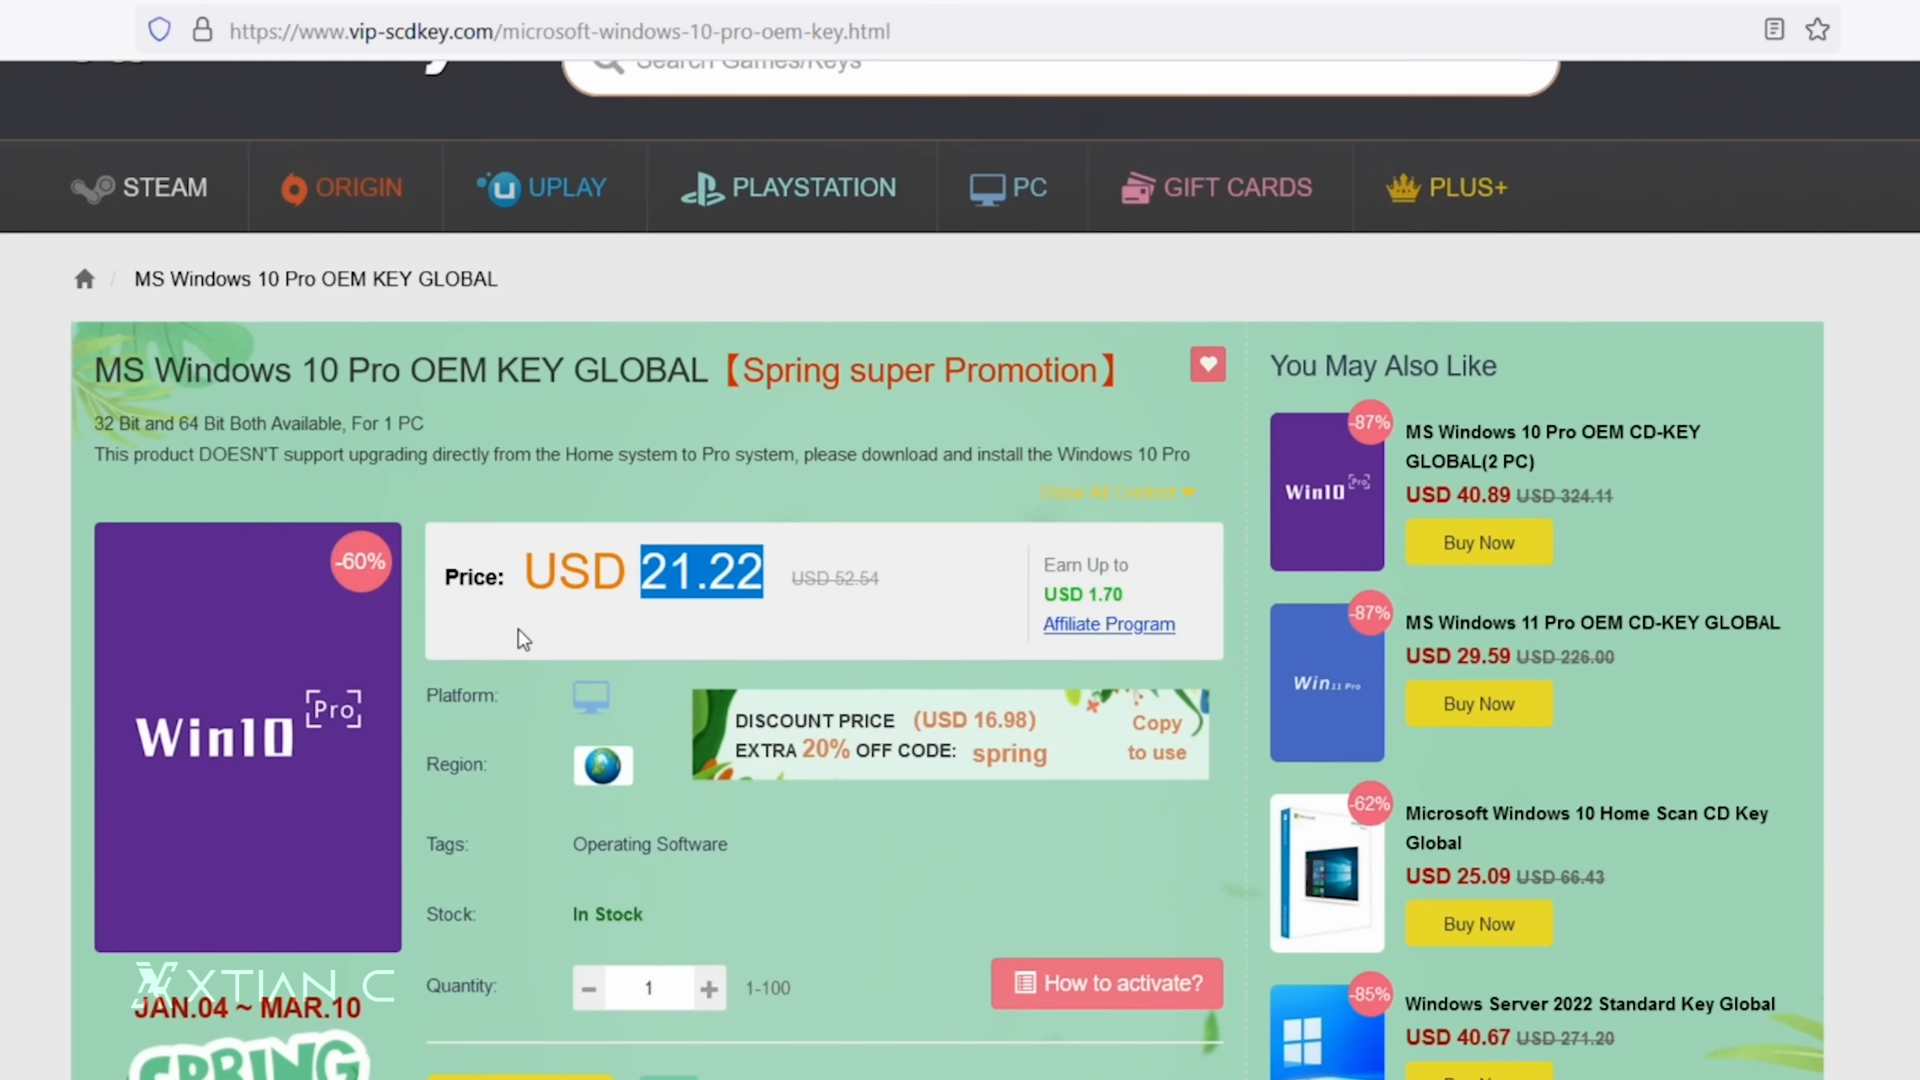 https://www.vip-scdkey.com/microsoft-windows-10-pro-oem-key.html
Search Games/Keys
STEAM
ORIGIN
UPLAY
PLAYSTATION
PC
GIFT CARDS
PLUS+
MS Windows 10 Pro OEM KEY GLOBAL
MS Windows 10 Pro OEM KEY GLOBAL【Spring super Promotion】
32 Bit and 64 Bit Both Available, For 1 PC
This product DOESN'T support upgrading directly from the Home system to Pro system, please download and install the Windows 10 Pro
Show All Content
-60%
Win10 [Pro]
Price: USD 21.22 USD 52.54
Earn Up to
USD 1.70
Affiliate Program
Platform:
DISCOUNT PRICE (USD 16.98)
EXTRA 20% OFF CODE: spring
Copy
to use
Region:
Tags: Operating Software
Stock: In Stock
Quantity: − 1 + 1-100
How to activate?
XTIAN C
JAN.04 ~ MAR.10
SPRING
You May Also Like
-87%
Win10 [Pro]
MS Windows 10 Pro OEM CD-KEY
GLOBAL(2 PC)
USD 40.89 USD 324.11
Buy Now
-87%
Win 11 Pro
MS Windows 11 Pro OEM CD-KEY GLOBAL
USD 29.59 USD 226.00
Buy Now
-62%
Microsoft Windows 10 Home Scan CD Key
Global
USD 25.09 USD 66.43
Buy Now
-85%
Windows Server 2022 Standard Key Global
USD 40.67 USD 271.20